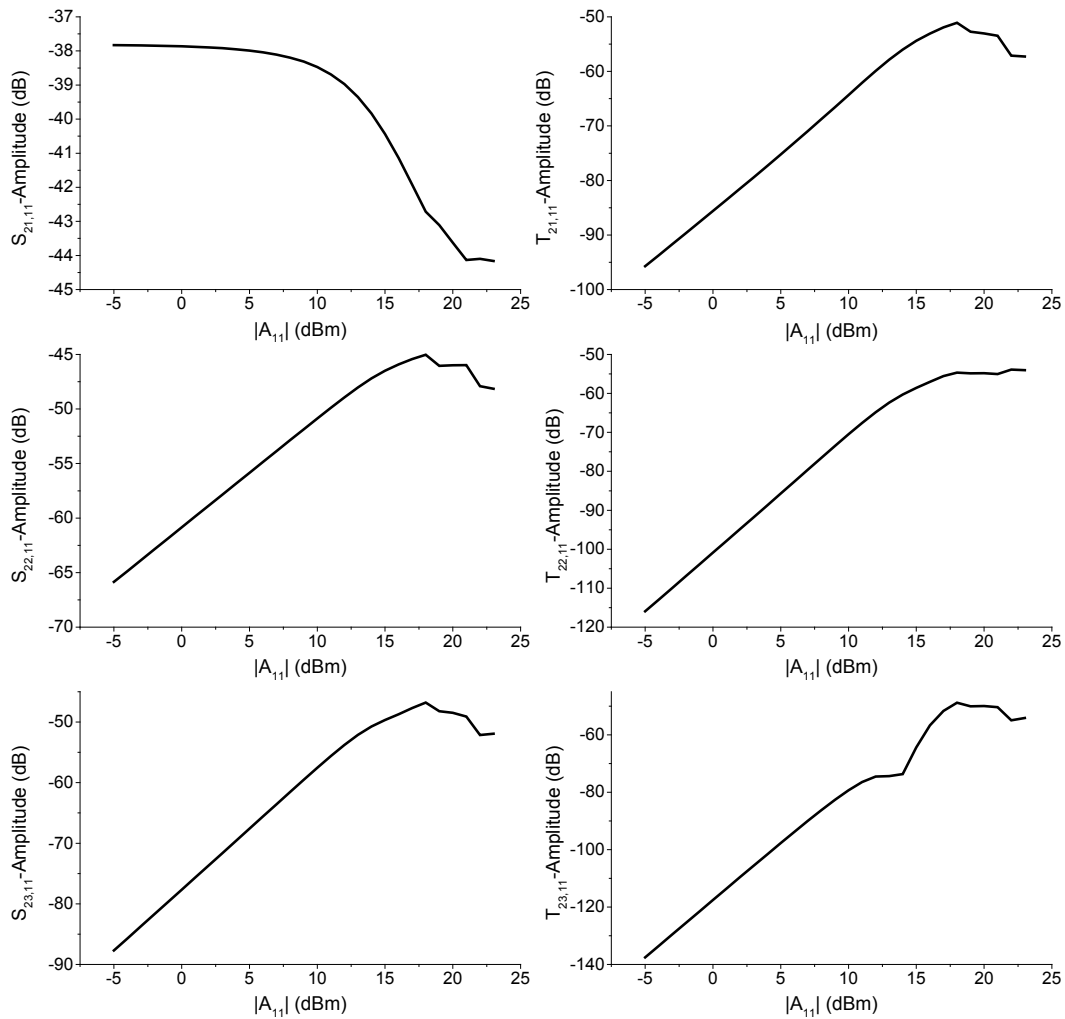 S21,11-Amplitude (dB)
-37
-38
-39
-40
-41
-42
-43
-44
-45
-5 0 5 10 15 20 25
|A11| (dBm)
T21,11-Amplitude (dB)
-50
-60
-70
-80
-90
-100
-5 0 5 10 15 20 25
|A11| (dBm)
S22,11-Amplitude (dB)
-45
-50
-55
-60
-65
-70
-5 0 5 10 15 20 25
|A11| (dBm)
T22,11-Amplitude (dB)
-50
-60
-70
-80
-90
-100
-110
-120
-5 0 5 10 15 20 25
|A11| (dBm)
S23,11-Amplitude (dB)
-50
-60
-70
-80
-90
-5 0 5 10 15 20 25
|A11| (dBm)
T23,11-Amplitude (dB)
-60
-80
-100
-120
-140
-5 0 5 10 15 20 25
|A11| (dBm)